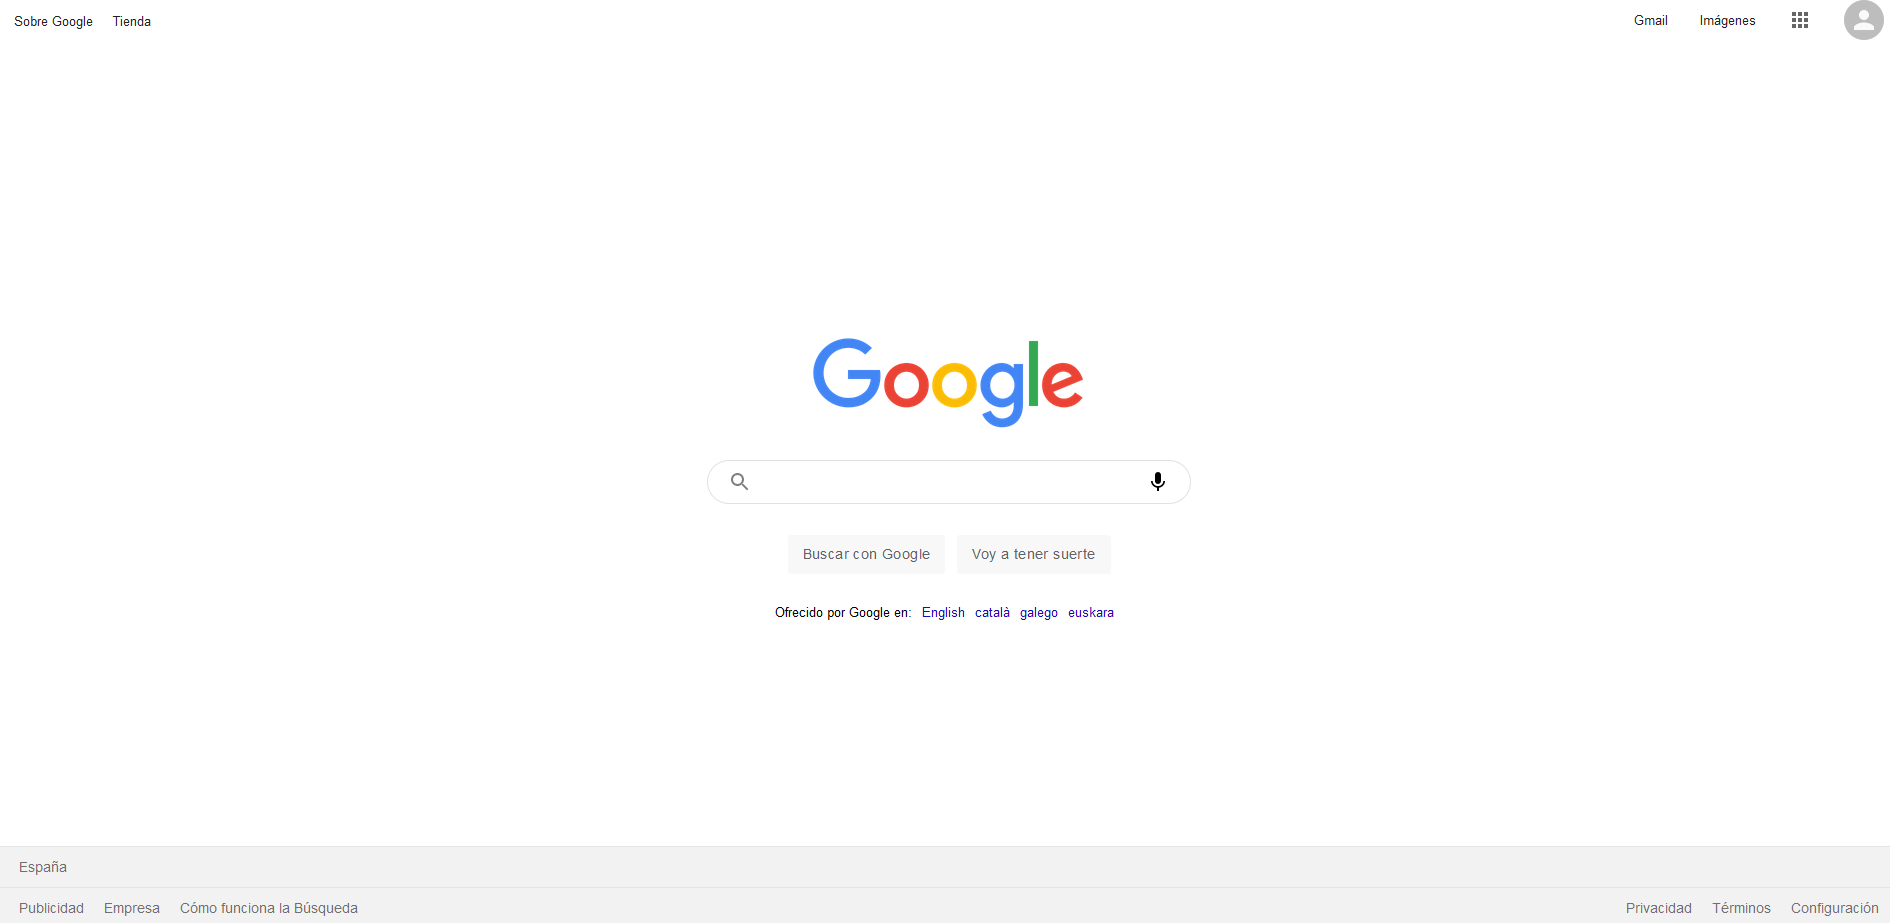 Sobre Google Tienda Gmail Imágenes
Google
Buscar con Google Voy a tener suerte
Ofrecido por Google en: English català galego euskara
España
Publicidad Empresa Cómo funciona la Búsqueda Privacidad Términos Configuración